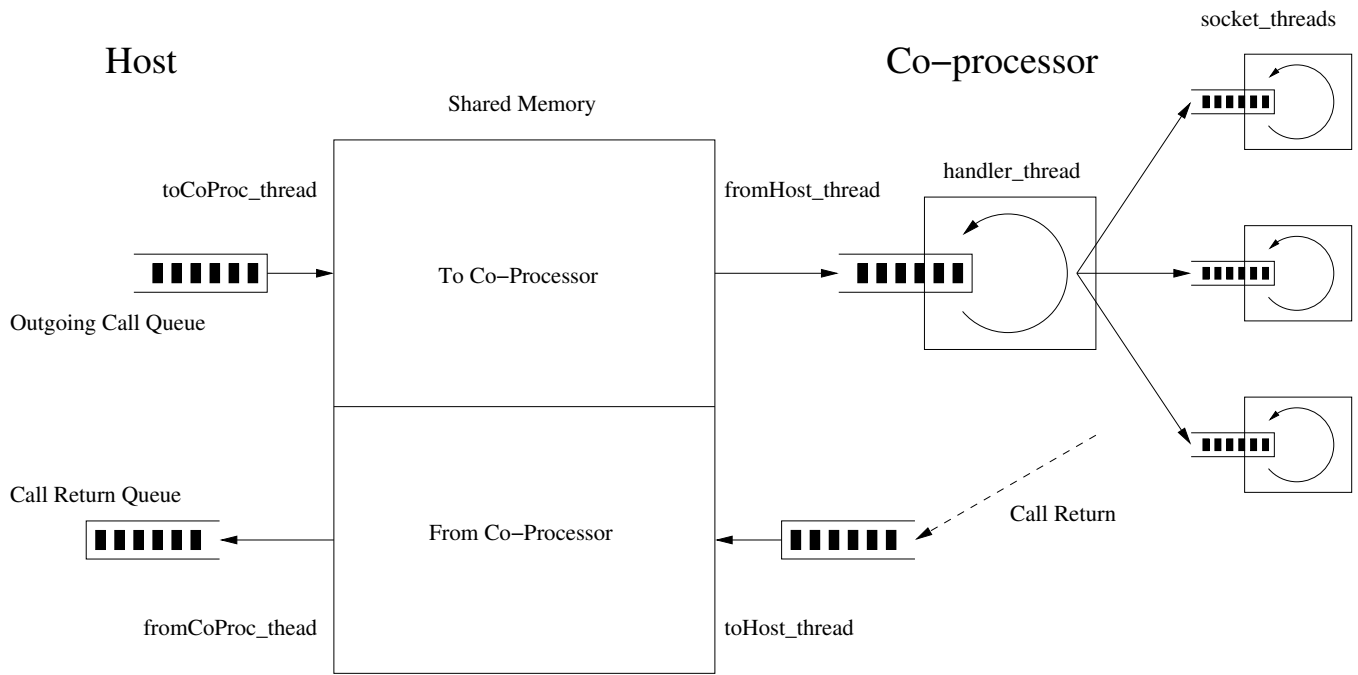 socket_threads
Host
Co−processor
Shared Memory
handler_thread
toCoProc_thread
fromHost_thread
To Co−Processor
Outgoing Call Queue
Call Return Queue
Call Return
From Co−Processor
fromCoProc_thead
toHost_thread